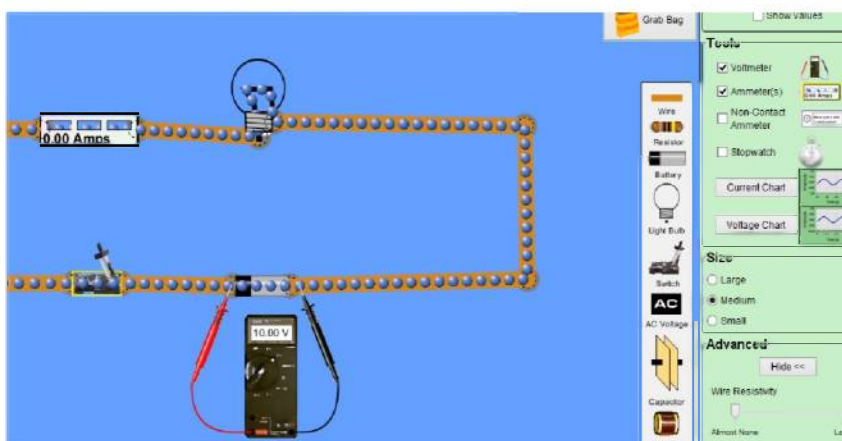 Grab Bag
Show Values
Tools
Voltmeter
Ammeter(s)
Non-Contact
Ammeter
Stopwatch
Current Chart
Voltage Chart
Size
Large
Medium
Small
Advanced
Hide <<
Wire Resistivity
Almost None
Wire
Resistor
Battery
Light Bulb
Switch
AC
AC Voltage
Capacitor
0.00 Amps
10.00 V